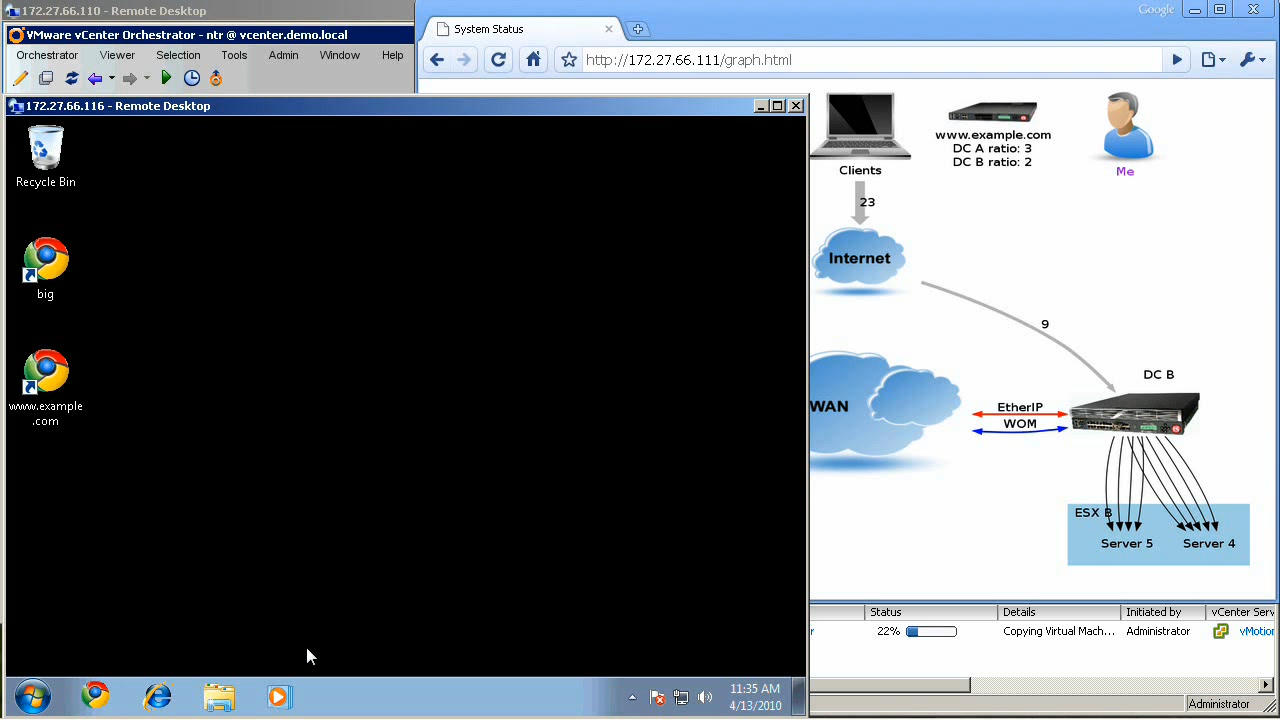 172.27.66.110 - Remote Desktop
VMware vCenter Orchestrator - ntr @ vcenter.demo.local
Orchestrator Viewer Selection Tools Admin Window Help
Google
System Status
http://172.27.66.111/graph.html
172.27.66.116 - Remote Desktop
Recycle Bin
big
www.example
.com
11:35 AM
4/13/2010
Clients
www.example.com
DC A ratio: 3
DC B ratio: 2
Me
23
Internet
9
DC B
WAN
EtherIP
WOM
ESX B
Server 5 Server 4
Status Details Initiated by vCenter Serv
r 22% Copying Virtual Mach... Administrator vMotion
Administrator